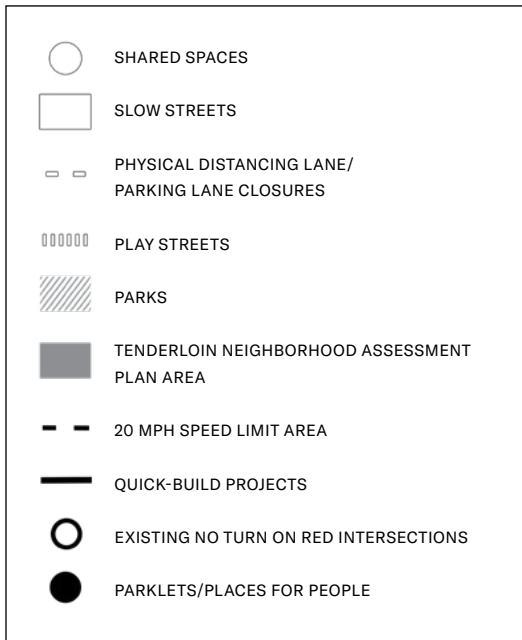 SHARED SPACES
SLOW STREETS
PHYSICAL DISTANCING LANE/
PARKING LANE CLOSURES
PLAY STREETS
PARKS
TENDERLOIN NEIGHBORHOOD ASSESSMENT
PLAN AREA
20 MPH SPEED LIMIT AREA
QUICK-BUILD PROJECTS
EXISTING NO TURN ON RED INTERSECTIONS
PARKLETS/PLACES FOR PEOPLE